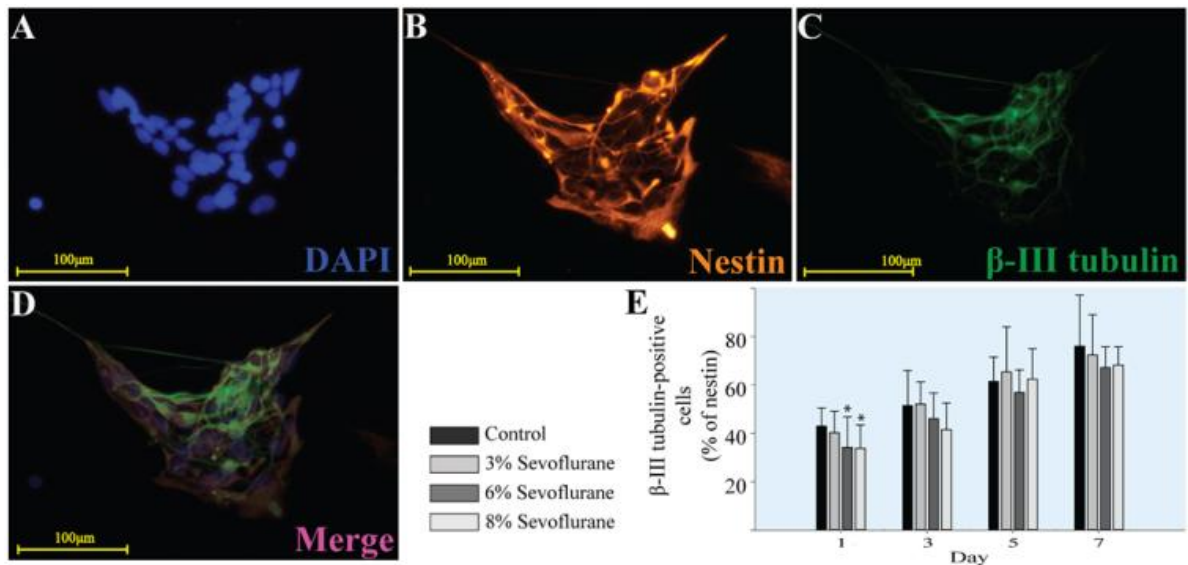 A
100μm
DAPI
B
100μm
Nestin
C
100μm
β-III tubulin
D
100μm
Merge
Control
3% Sevoflurane
6% Sevoflurane
8% Sevoflurane
E
β-III tubulin-positive
cells
(% of nestin)
80
60
40
20
* *
1 3 5 7
Day